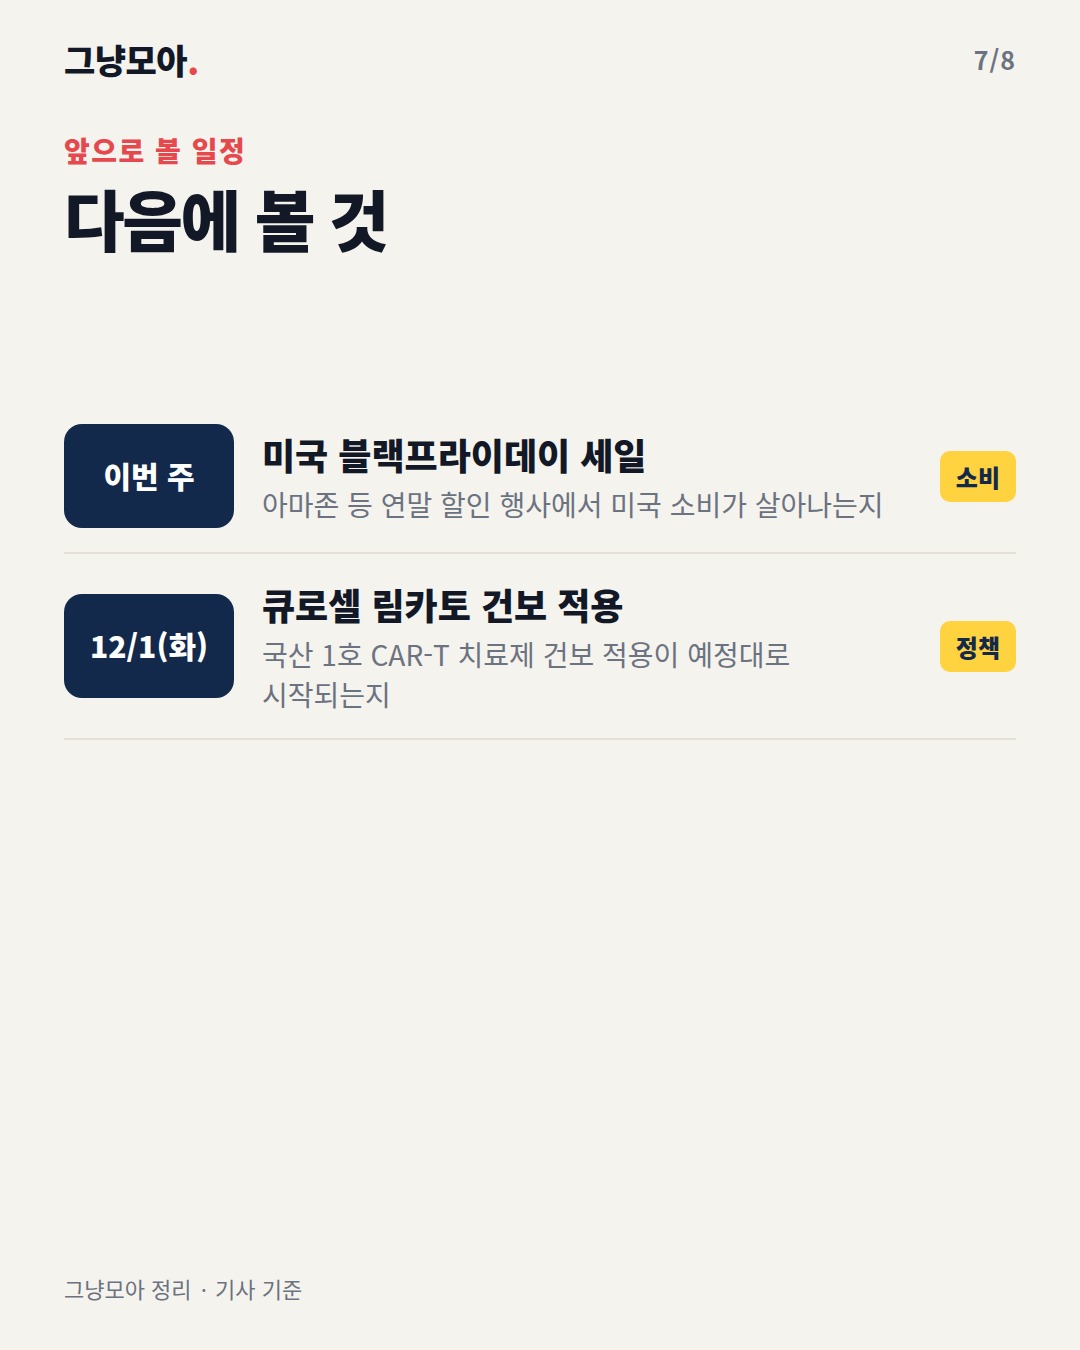 그냥모아.
7/8
앞으로 볼 일정
다음에 볼 것
이번 주
미국 블랙프라이데이 세일
아마존 등 연말 할인 행사에서 미국 소비가 살아나는지
소비
12/1(화)
큐로셀 림카토 건보 적용
국산 1호 CAR-T 치료제 건보 적용이 예정대로
시작되는지
정책
그냥모아 정리 · 기사 기준